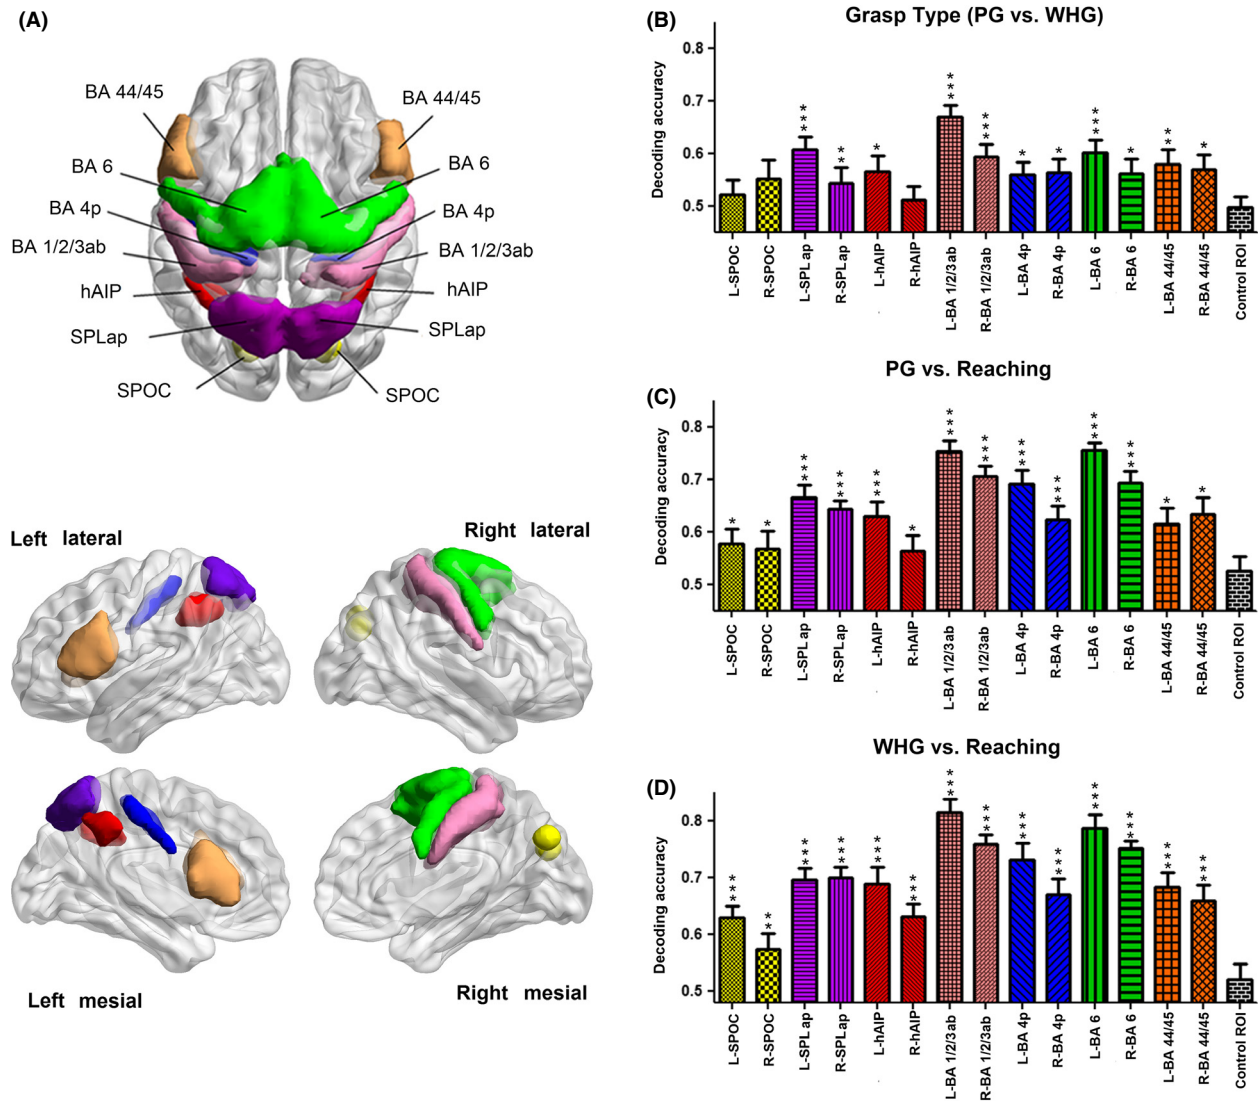 (A)
BA 44/45
BA 44/45
BA 6
BA 6
BA 4p
BA 4p
BA 1/2/3ab
BA 1/2/3ab
hAIP
hAIP
SPLap
SPLap
SPOC
SPOC
Left lateral
Right lateral
Left mesial
Right mesial
(B)
Grasp Type (PG vs. WHG)
Decoding accuracy
0.8
0.7
0.6
0.5
***
**
*
***
***
*
*
***
*
**
*
L-SPOC
R-SPOC
L-SPLap
R-SPLap
L-hAIP
R-hAIP
L-BA 1/2/3ab
R-BA 1/2/3ab
L-BA 4p
R-BA 4p
L-BA 6
R-BA 6
L-BA 44/45
R-BA 44/45
Control ROI
(C)
PG vs. Reaching
Decoding accuracy
0.8
0.7
0.6
0.5
*
*
***
***
***
*
***
***
***
***
***
***
*
*
L-SPOC
R-SPOC
L-SPL ap
R-SPLap
L-hAIP
R-hAIP
L-BA 1/2/3ab
R-BA 1/2/3ab
L-BA 4p
R-BA 4p
L-BA 6
R-BA 6
L-BA 44/45
R-BA 44/45
Control ROI
(D)
WHG vs. Reaching
Decoding accuracy
0.8
0.7
0.6
0.5
***
**
***
***
***
***
***
***
***
***
***
***
***
***
L-SPOC
R-SPOC
L-SPLap
R-SPLap
L-hAIP
R-hAIP
L-BA 1/2/3ab
R-BA 1/2/3ab
L-BA 4p
R-BA 4p
L-BA 6
R-BA 6
L-BA 44/45
R-BA 44/45
Control ROI